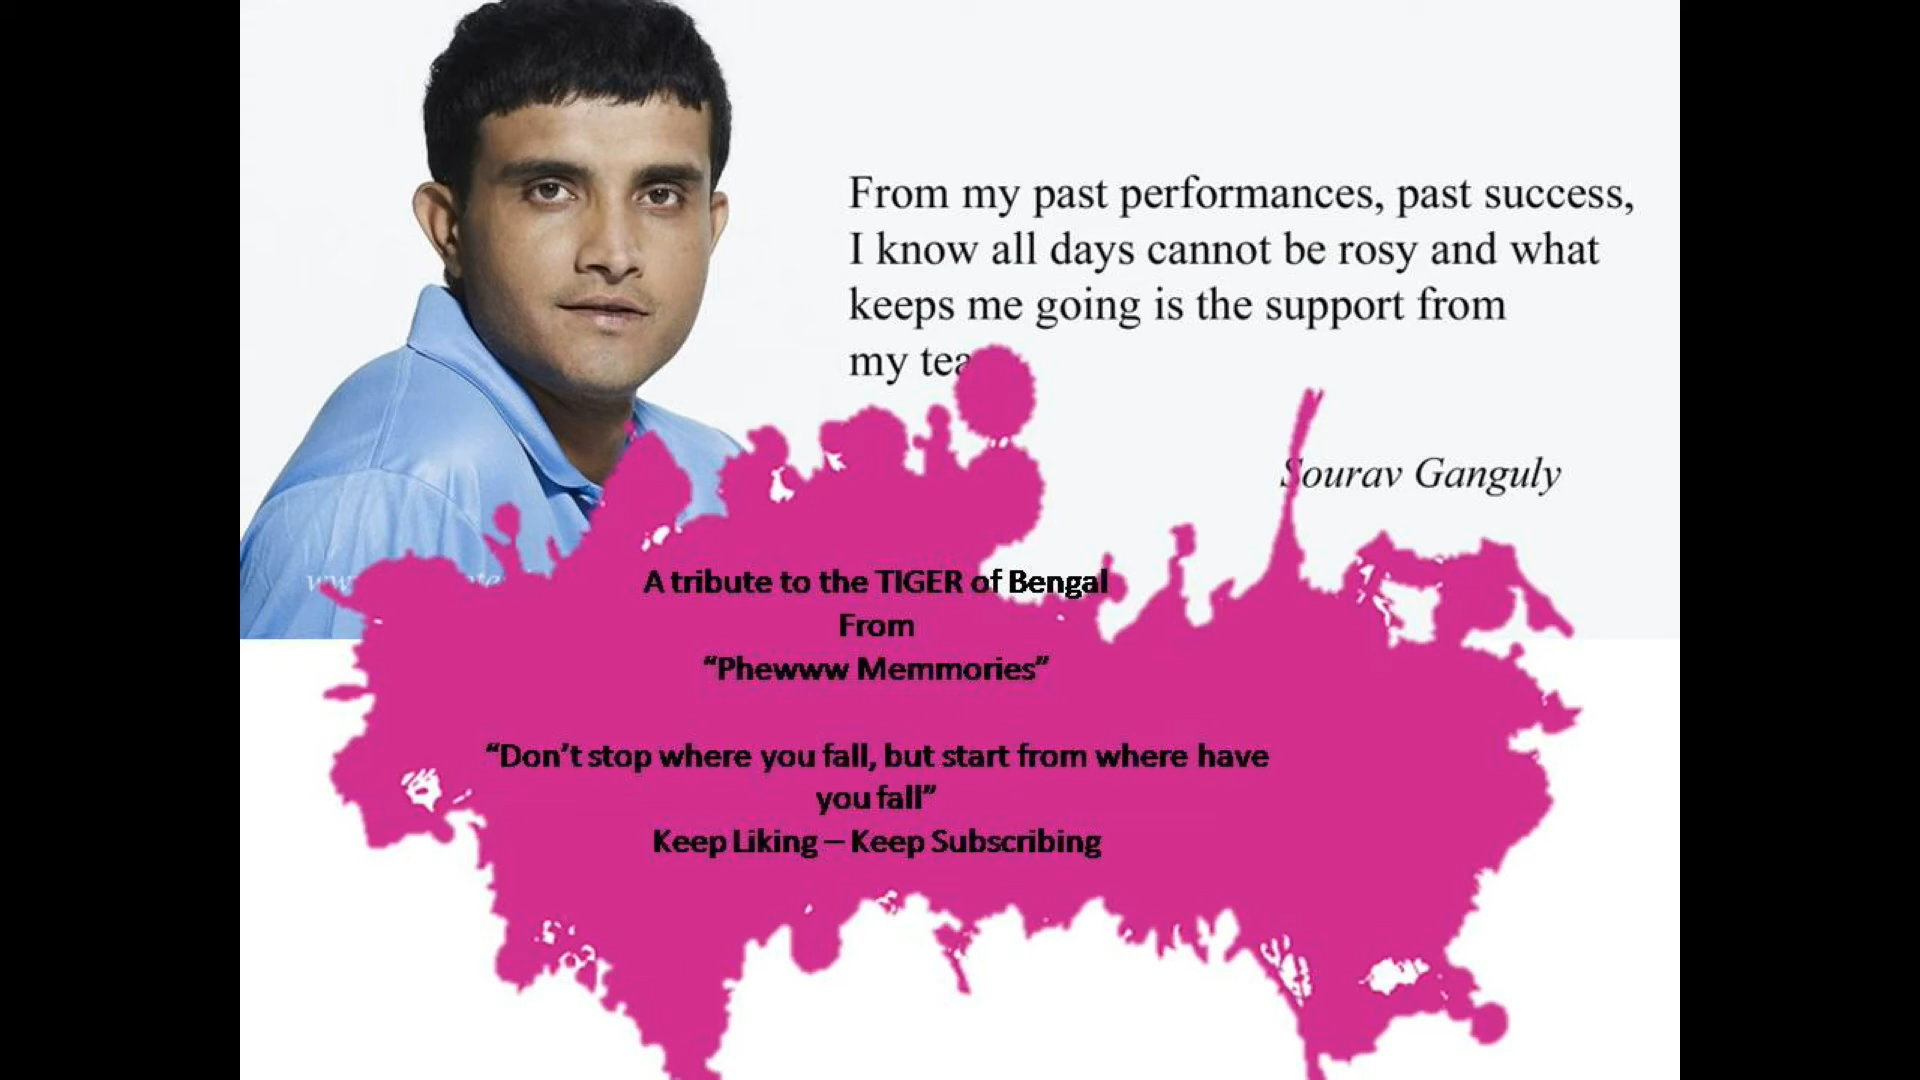 From my past performances, past success,
I know all days cannot be rosy and what
keeps me going is the support from
my
Sourav Ganguly
A tribute to the TIGER of Bengal
From
“Phewww Memmories”
“Don’t stop where you fall, but start from where have
you fall”
Keep Liking – Keep Subscribing